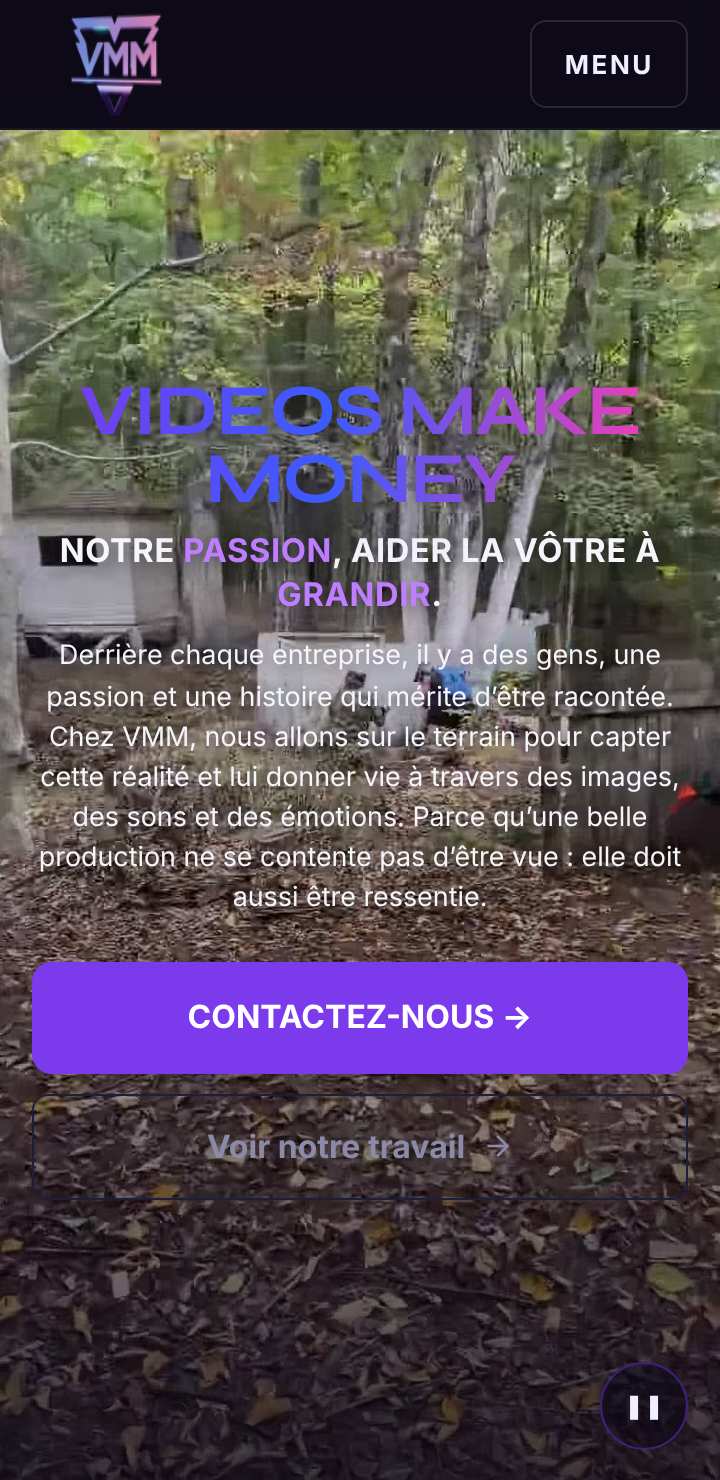 VMM
MENU
VIDEOS MAKE
MONEY
NOTRE PASSION, AIDER LA VÔTRE À
GRANDIR.
Derrière chaque entreprise, il y a des gens, une
passion et une histoire qui mérite d’être racontée.
Chez VMM, nous allons sur le terrain pour capter
cette réalité et lui donner vie à travers des images,
des sons et des émotions. Parce qu’une belle
production ne se contente pas d’être vue : elle doit
aussi être ressentie.
CONTACTEZ-NOUS →
Voir notre travail →